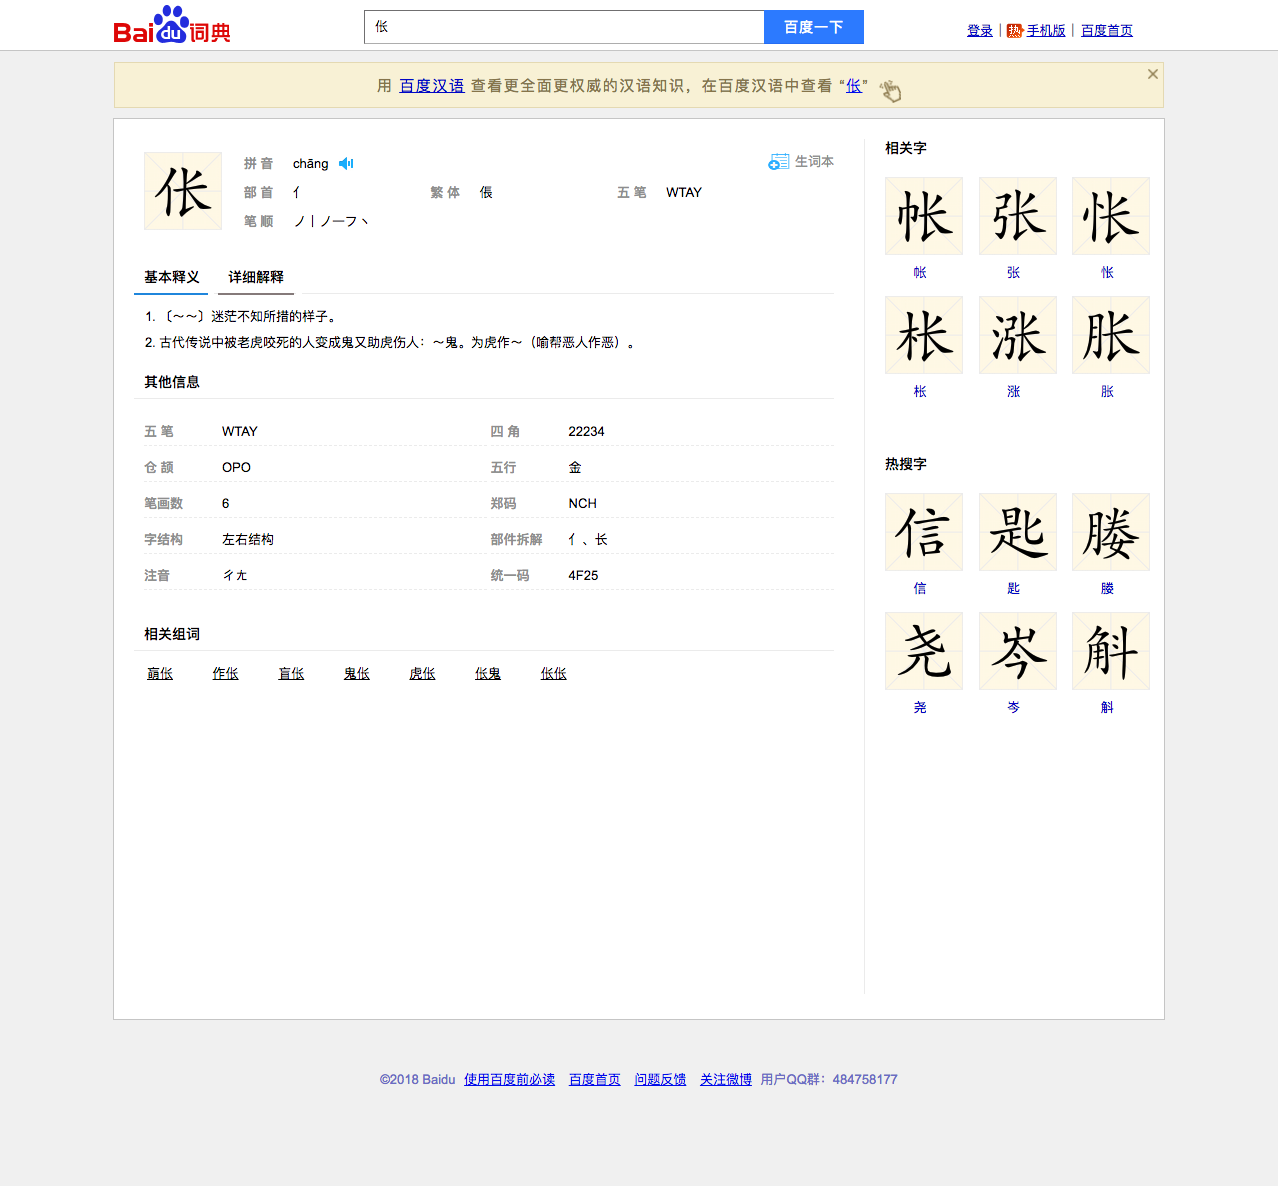 Baidu词典
伥
百度一下
登录 | 热 手机版 | 百度首页
用 百度汉语 查看更全面更权威的汉语知识，在百度汉语中查看 “伥”
伥
拼 音 chāng
生词本
部 首 亻 繁 体 倀 五 笔 WTAY
笔 顺 ノ丨ノ一フ丶
基本释义 详细解释
1. 〔～～〕迷茫不知所措的样子。
2. 古代传说中被老虎咬死的人变成鬼又助虎伤人：～鬼。为虎作～（喻帮恶人作恶）。
其他信息
五 笔 WTAY 四 角 22234
仓 颉 OPO 五行 金
笔画数 6 郑码 NCH
字结构 左右结构 部件拆解 亻、长
注音 ㄔㄤ 统一码 4F25
相关组词
萠伥 作伥 盲伥 鬼伥 虎伥 伥鬼 伥伥
相关字
帐 张 怅
帐 张 怅
枨 涨 胀
枨 涨 胀
热搜字
信 匙 媵
信 匙 媵
尧 岑 斛
尧 岑 斛
©2018 Baidu 使用百度前必读 百度首页 问题反馈 关注微博 用户QQ群：484758177